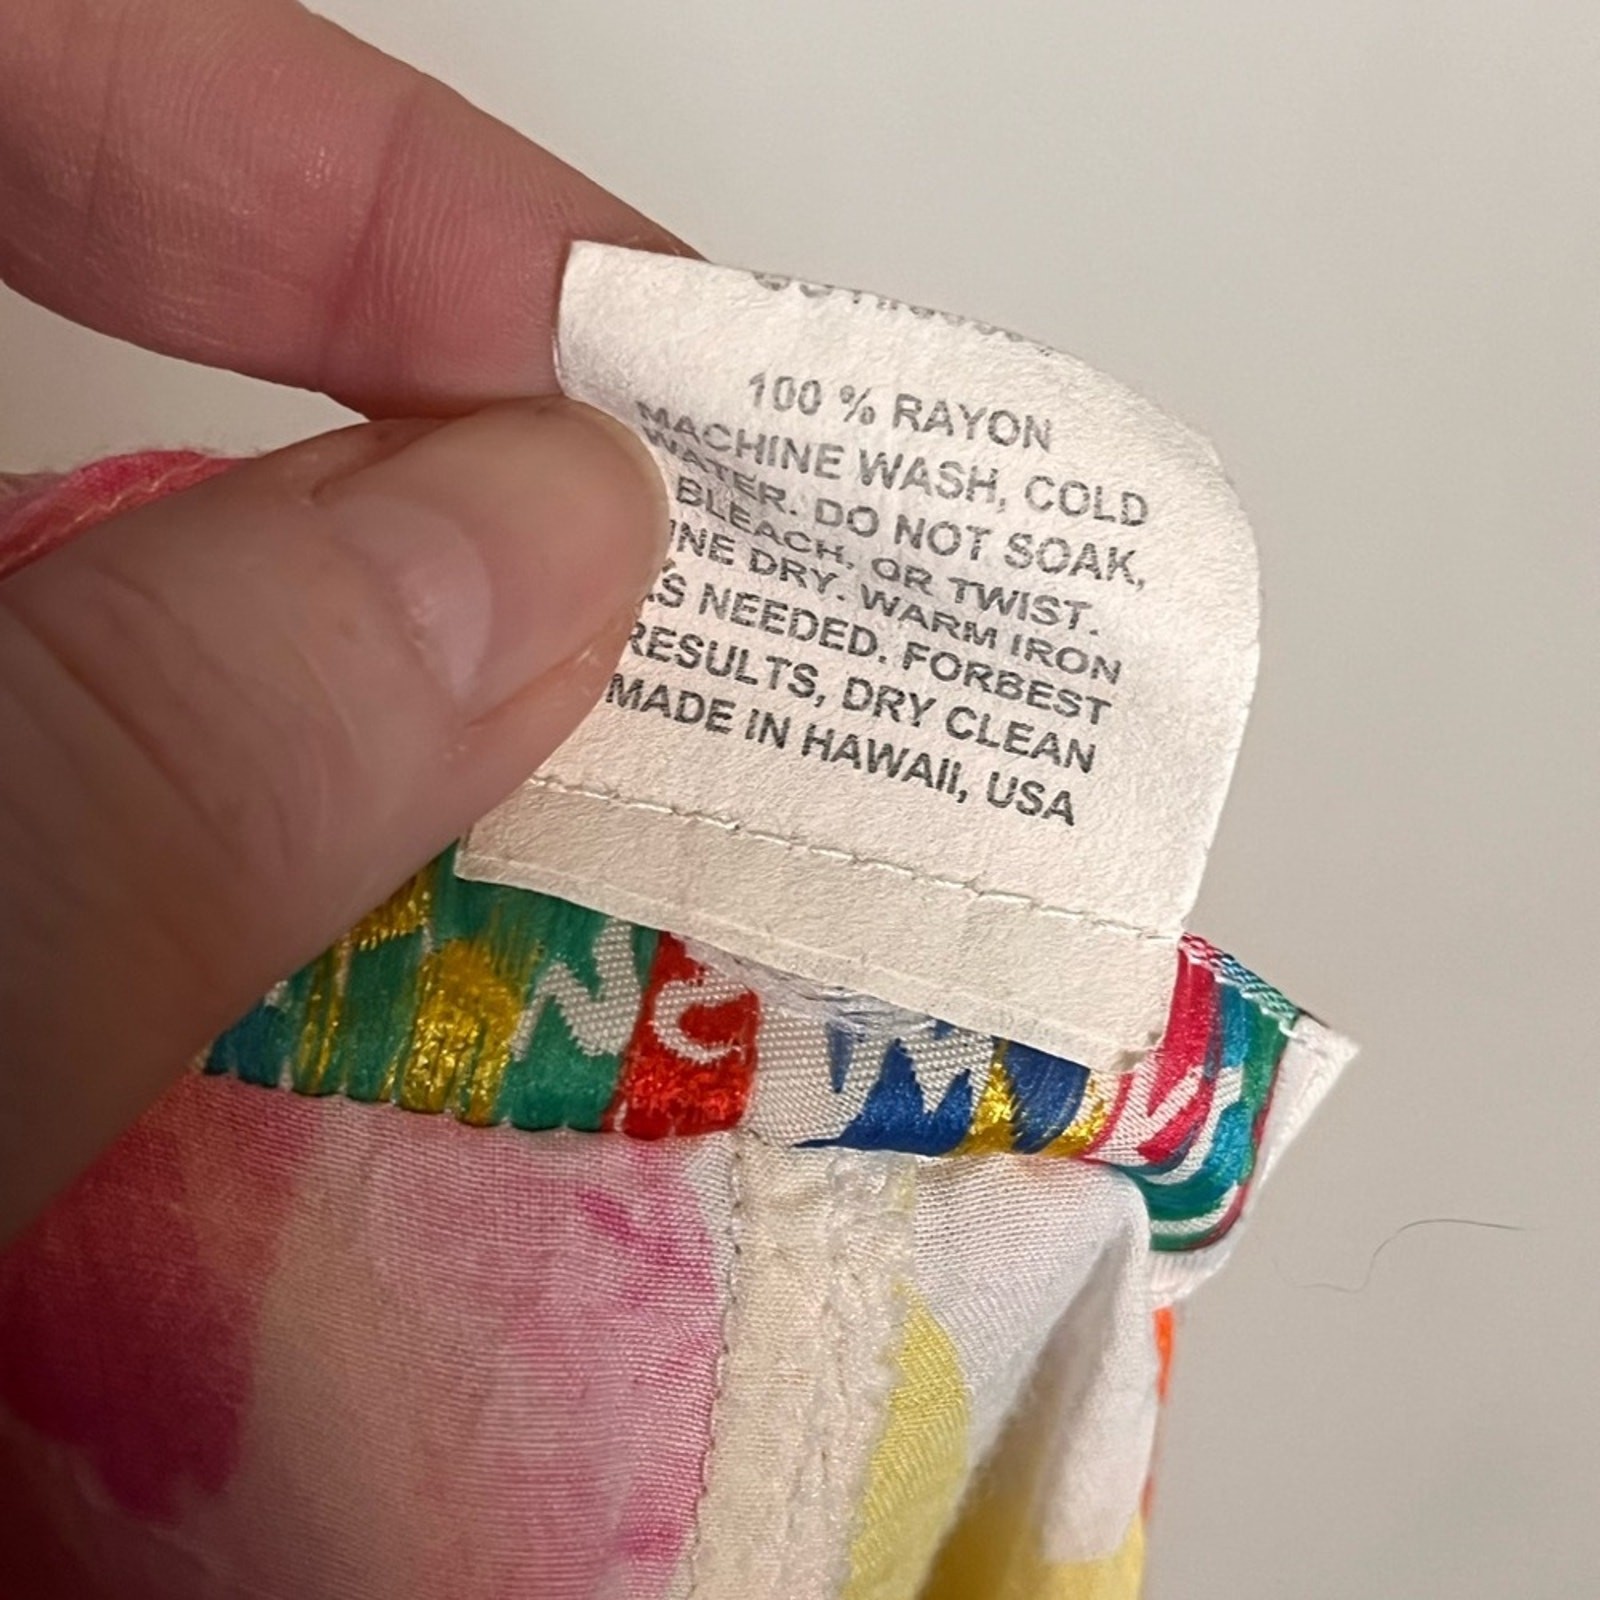 100 % RAYON
MACHINE WASH, COLD
WATER. DO NOT SOAK,
BLEACH, OR TWIST.
INE DRY. WARM IRON
AS NEEDED. FORBEST
RESULTS, DRY CLEAN
MADE IN HAWAII, USA